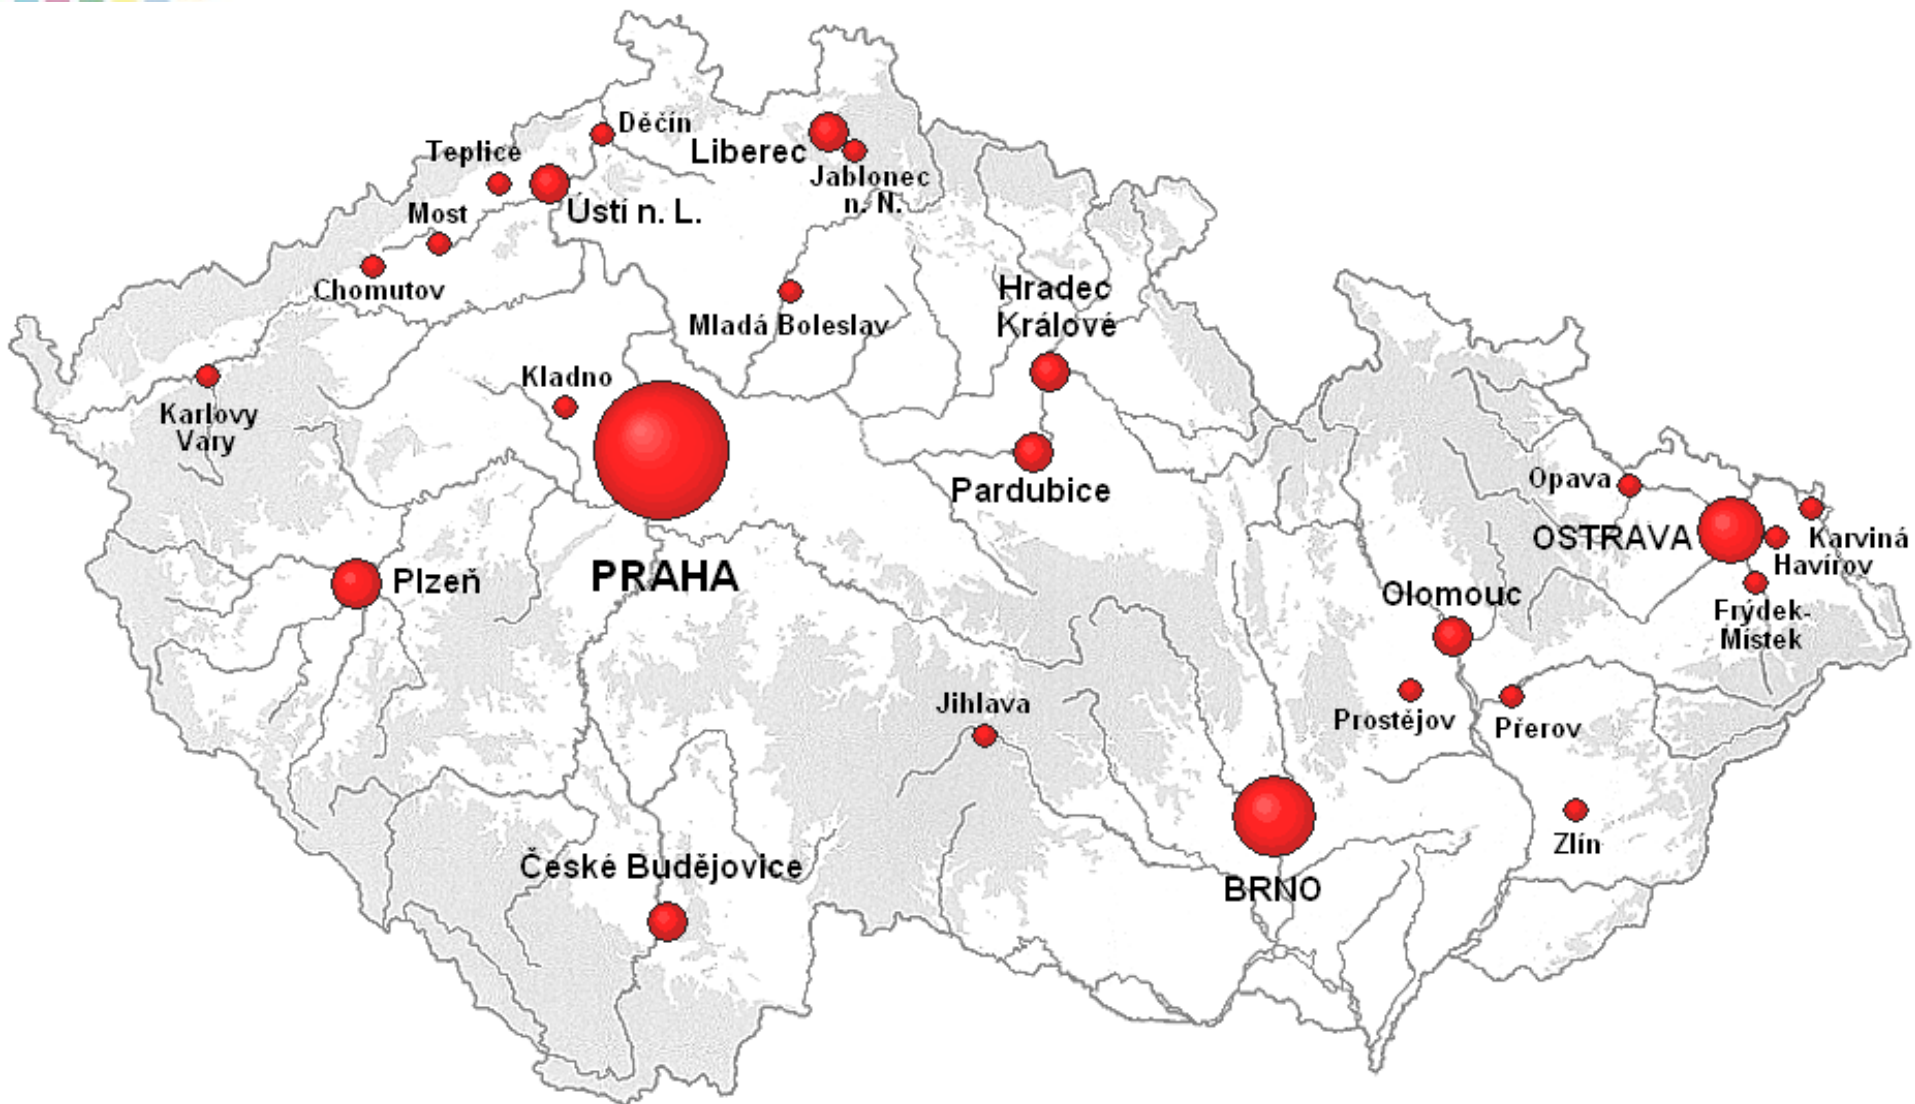 Děčín
Teplice
Liberec
Jablonec
n. N.
Most
Ústí n. L.
Chomutov
Hradec
Králové
Mladá Boleslav
Kladno
Karlovy
Vary
Pardubice
Opava
OSTRAVA
Karviná
Havířov
PRAHA
Plzeň
Olomouc
Frýdek-
Místek
Jihlava
Prostějov
Přerov
Zlín
České Budějovice
BRNO